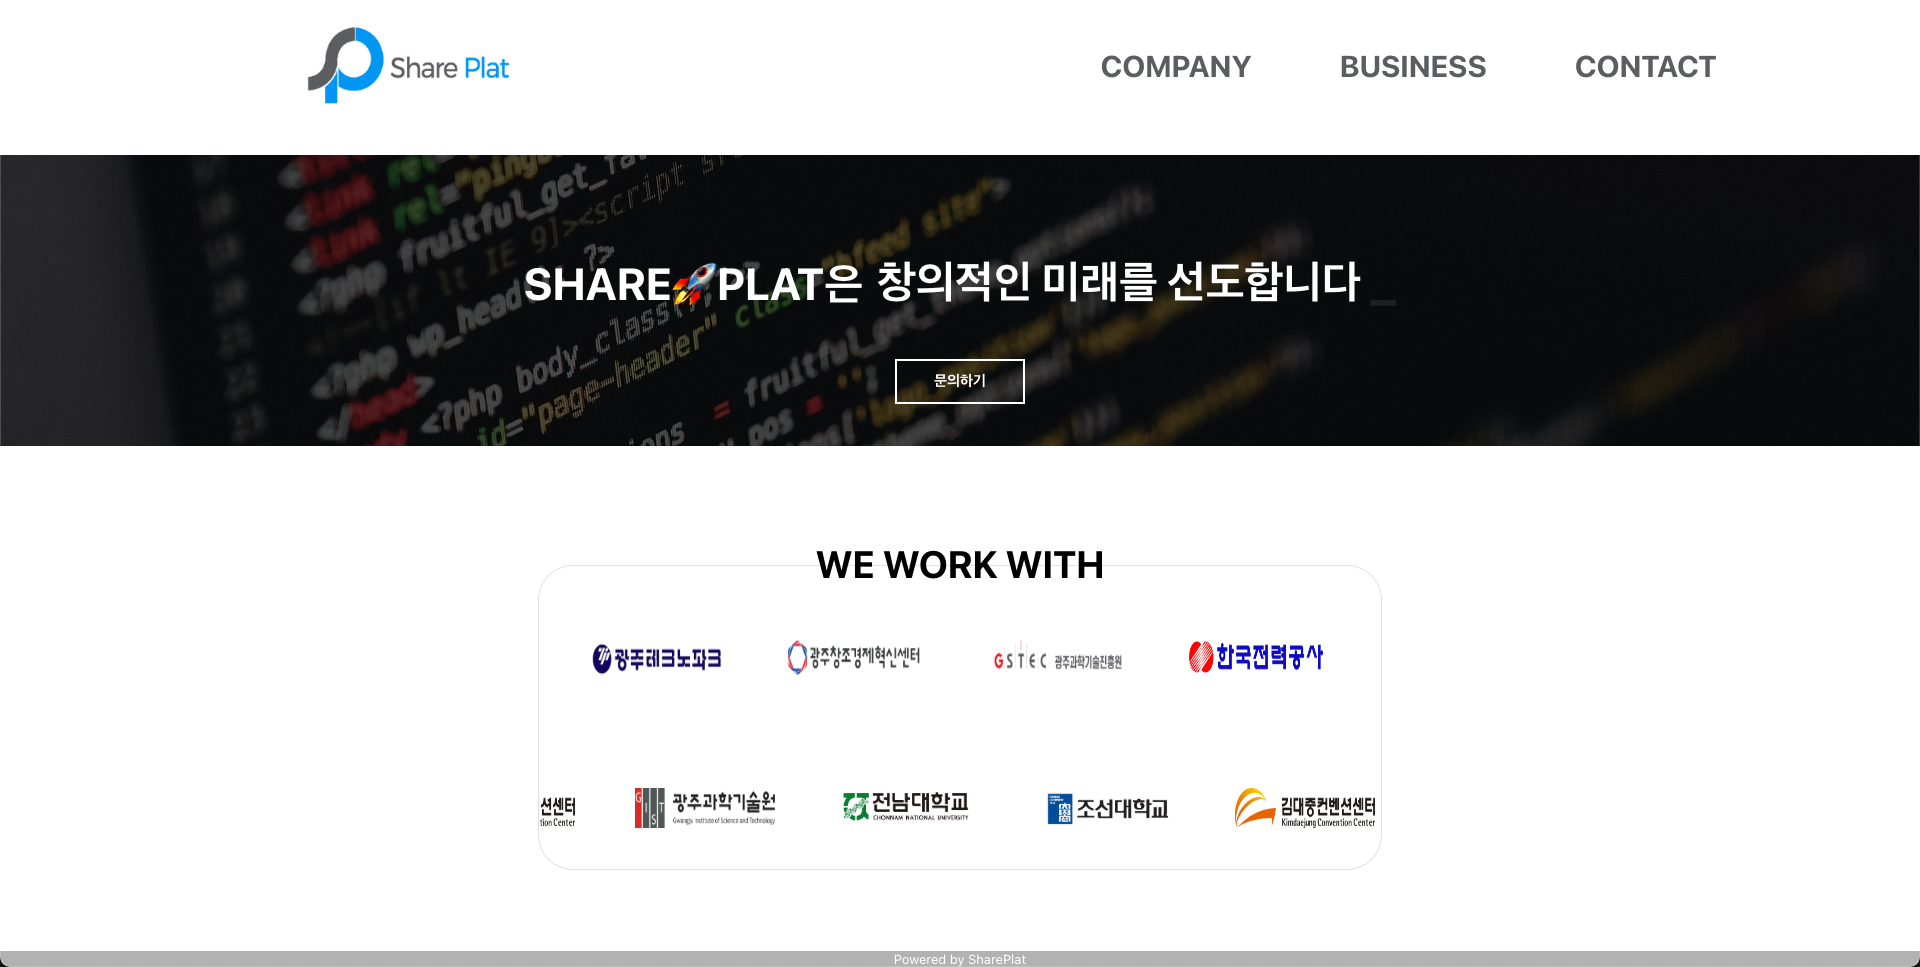 Share Plat
COMPANY
BUSINESS
CONTACT
SHARE🚀PLAT은 창의적인 미래를 선도합니다 _
문의하기
WE WORK WITH
광주테크노파크
광주창조경제혁신센터
GSTEC 광주과학기술진흥원
한국전력공사
션센터
tion Center
GIST 광주과학기술원
Gwangju Institute of Science and Technology
전남대학교
CHONNAM NATIONAL UNIVERSITY
조선대학교
김대중컨벤션센터
Kimdaejung Convention Center
Powered by SharePlat